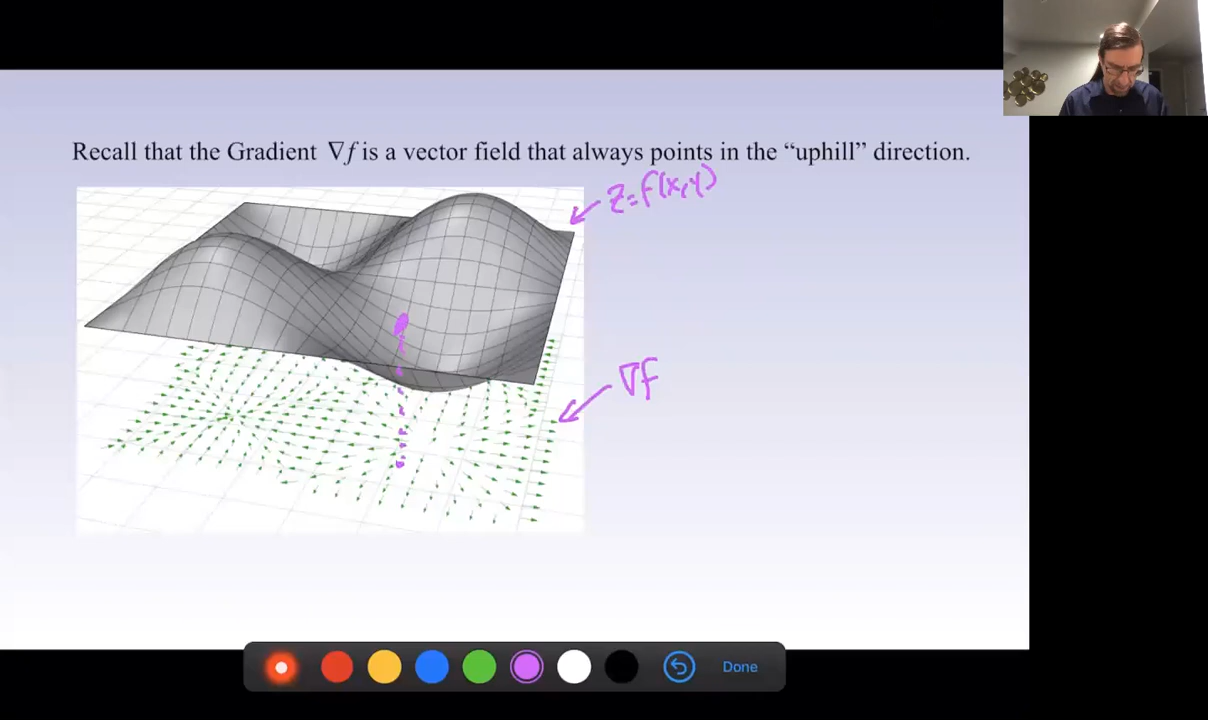 Recall that the Gradient ∇f is a vector field that always points in the “uphill” direction.
z=f(x,y)
∇f
Done